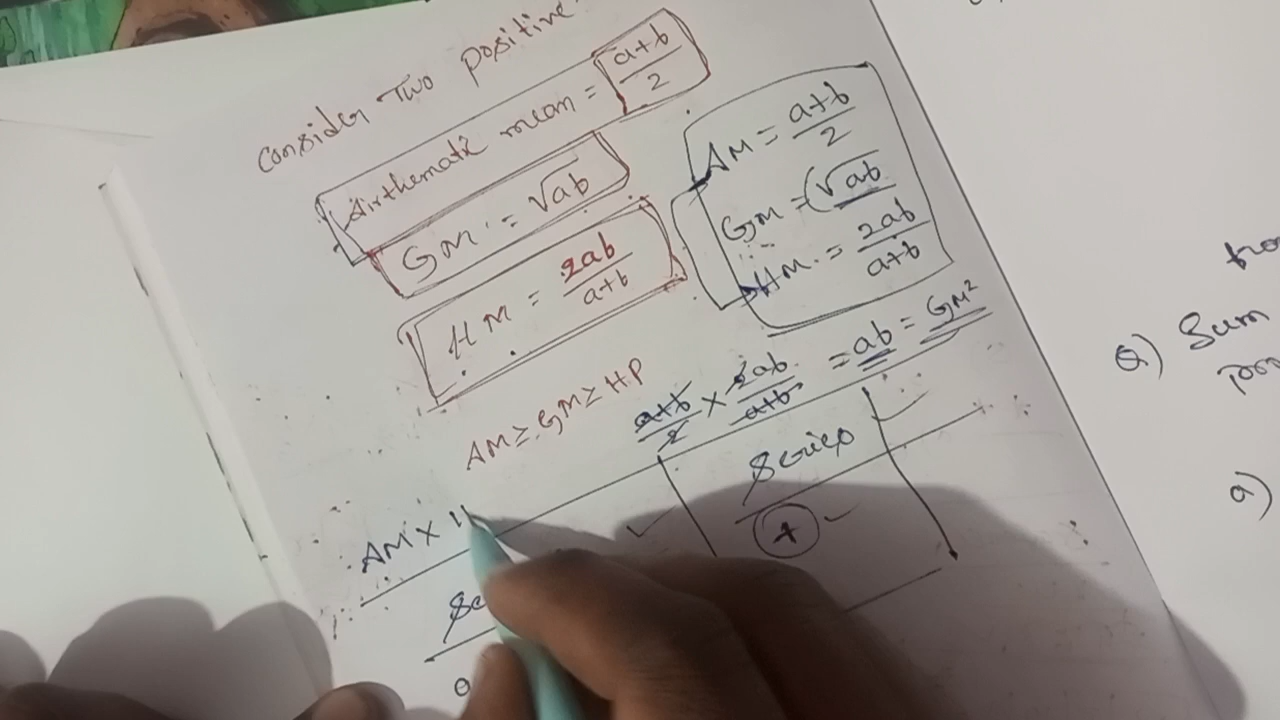 Consider Two positive
Airthematic mean = a+b/2
GM = √ab
HM = 2ab/a+b
AM = a+b/2
GM = (√ab
HM = 2ab/a+b
AM ≥ GM ≥ HP
a+b/2 × 2ab/a+b = ab = GM²
AM ×
Series
+
Q) Sum
Q)